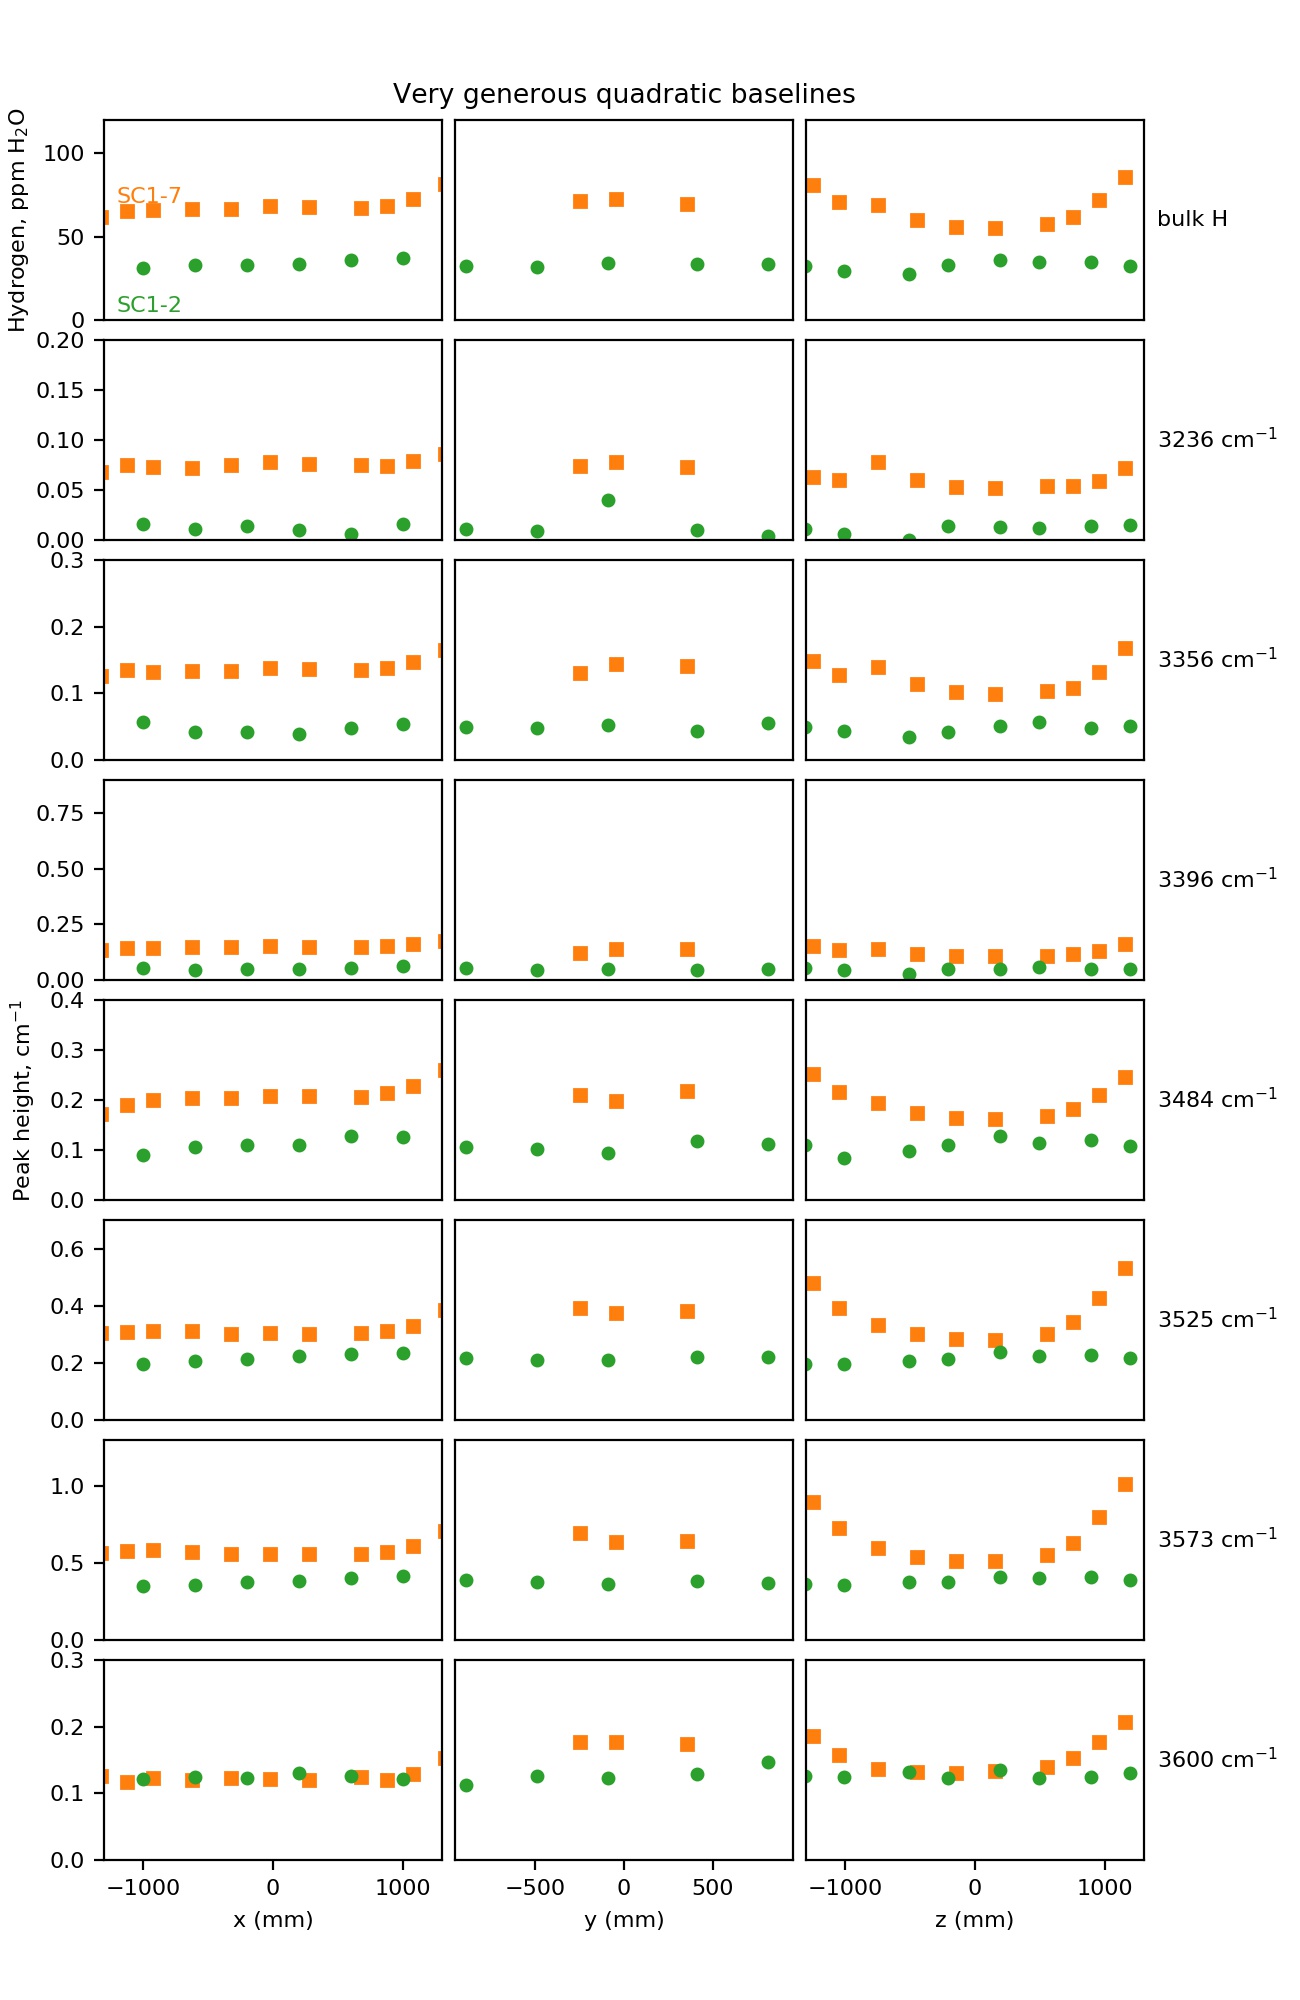 Very generous quadratic baselines
Hydrogen, ppm H₂O
100
50
0
SC1-7
SC1-2
bulk H
0.20
0.15
0.10
0.05
0.00
3236 cm⁻¹
0.3
0.2
0.1
0.0
3356 cm⁻¹
0.75
0.50
0.25
0.00
3396 cm⁻¹
Peak height, cm⁻¹
0.4
0.3
0.2
0.1
0.0
3484 cm⁻¹
0.6
0.4
0.2
0.0
3525 cm⁻¹
1.0
0.5
0.0
3573 cm⁻¹
0.3
0.2
0.1
0.0
3600 cm⁻¹
−1000 0 1000
−500 0 500
−1000 0 1000
x (mm)
y (mm)
z (mm)